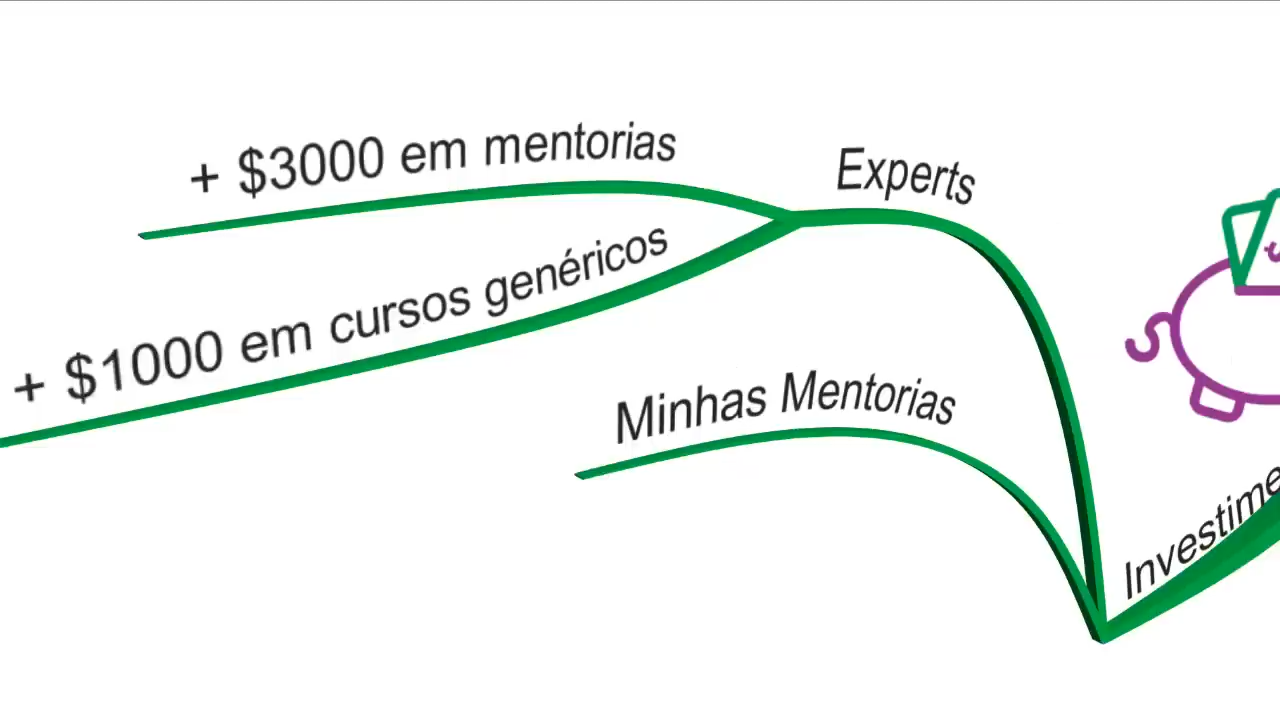 + $3000 em mentorias
Experts
+ $1000 em cursos genéricos
Minhas Mentorias